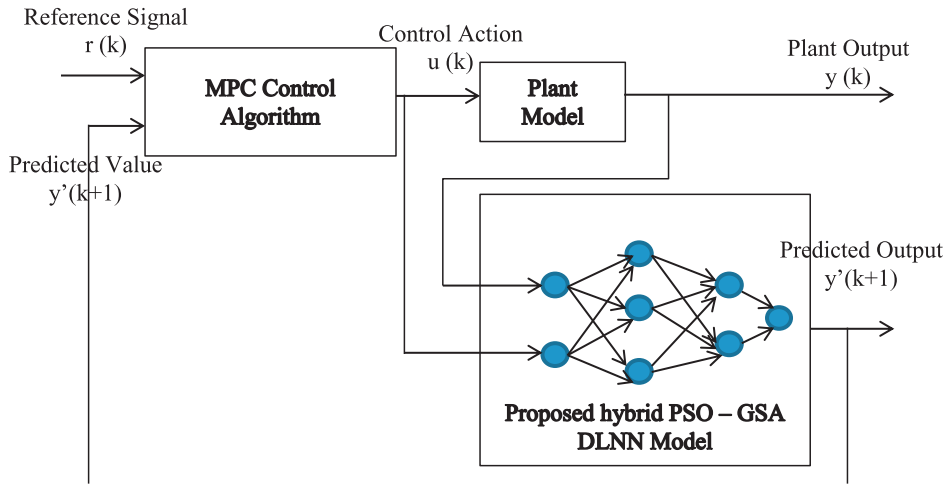 Reference Signal
r (k)
Control Action
u (k)
Plant Output
y (k)
MPC Control
Algorithm
Plant
Model
Predicted Value
y’(k+1)
Predicted Output
y’(k+1)
Proposed hybrid PSO – GSA
DLNN Model